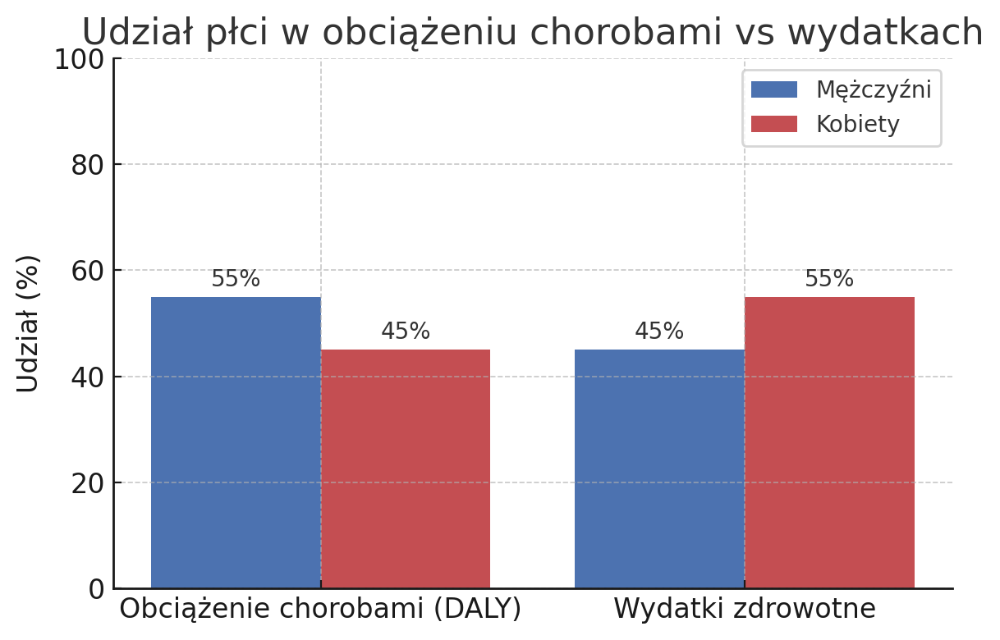 Udział płci w obciążeniu chorobami vs wydatkach
Udział (%)
100
80
60
40
20
0
Mężczyźni
Kobiety
55%
45%
45%
55%
Obciążenie chorobami (DALY)
Wydatki zdrowotne